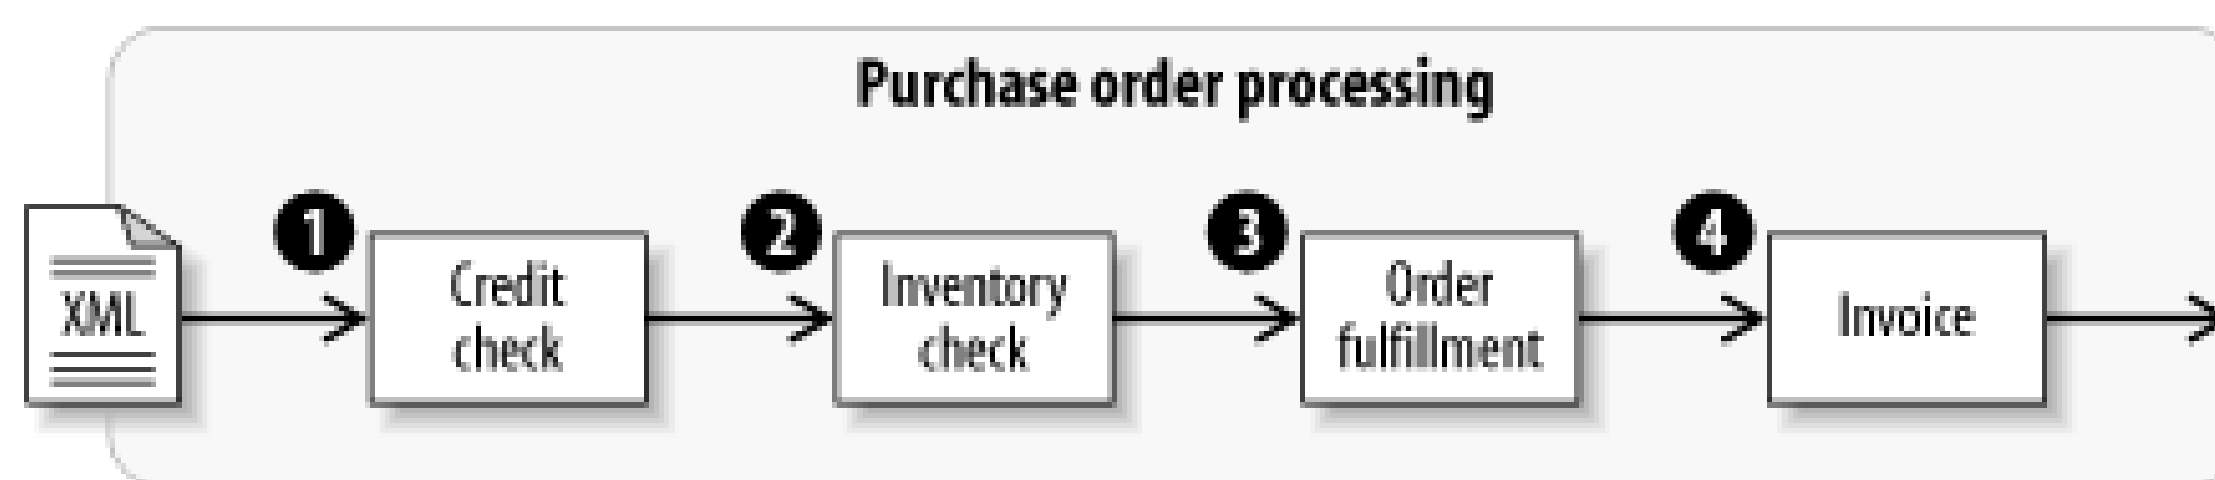 Purchase order processing
XML
1
Credit
check
2
Inventory
check
3
Order
fulfillment
4
Invoice